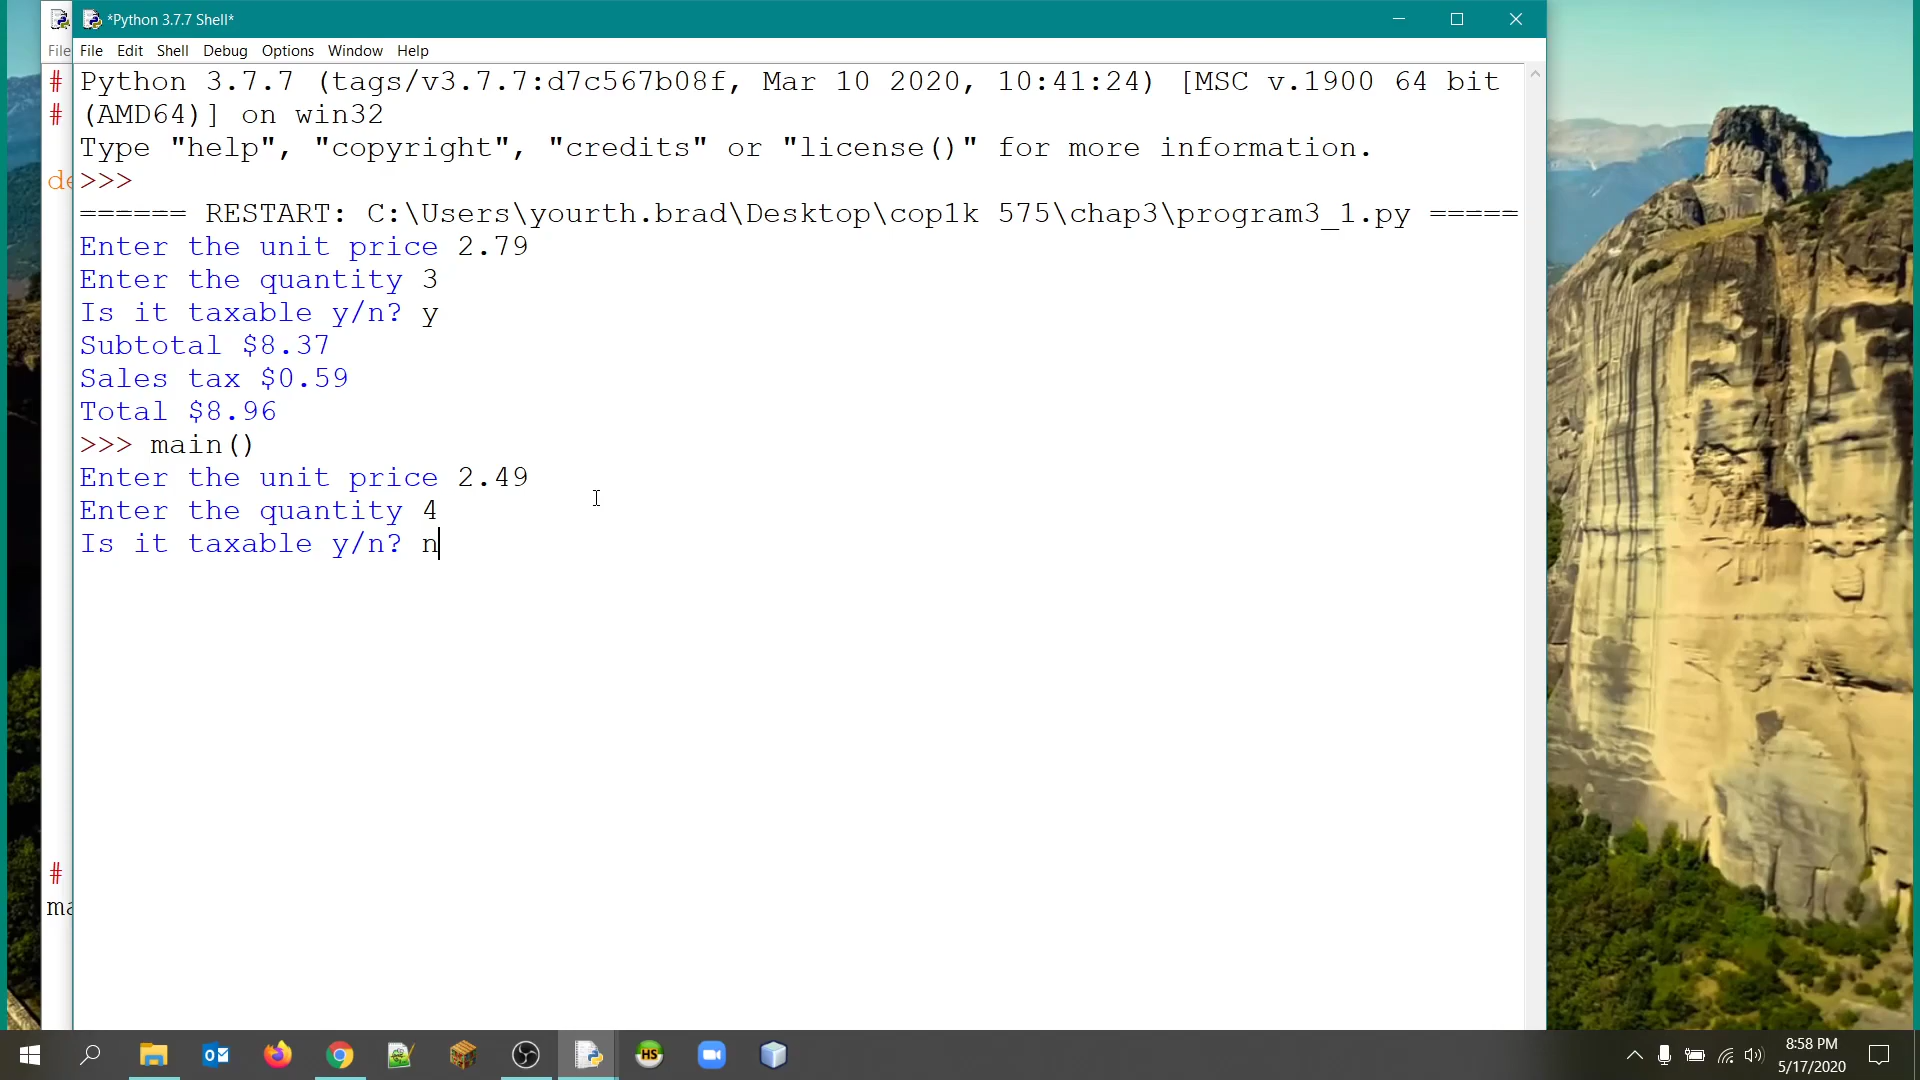 *Python 3.7.7 Shell*
File
File Edit Shell Debug Options Window Help
# Python 3.7.7 (tags/v3.7.7:d7c567b08f, Mar 10 2020, 10:41:24) [MSC v.1900 64 bit
# (AMD64)] on win32
Type "help", "copyright", "credits" or "license()" for more information.
de >>>
====== RESTART: C:\Users\yourth.brad\Desktop\cop1k 575\chap3\program3_1.py =====
Enter the unit price 2.79
Enter the quantity 3
Is it taxable y/n? y
Subtotal $8.37
Sales tax $0.59
Total $8.96
>>> main()
Enter the unit price 2.49
Enter the quantity 4
Is it taxable y/n? n
#
ma
HS
8:58 PM
5/17/2020